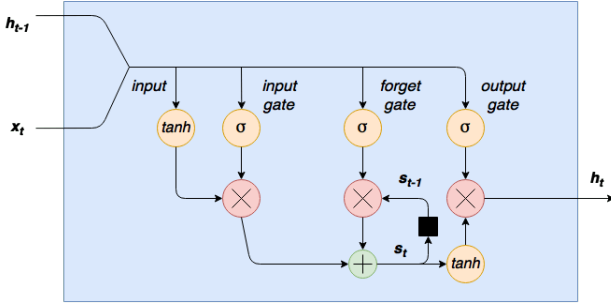 h_{t-1}
input
input
gate
forget
gate
output
gate
x_t
tanh
σ
σ
σ
s_{t-1}
h_t
s_t
tanh